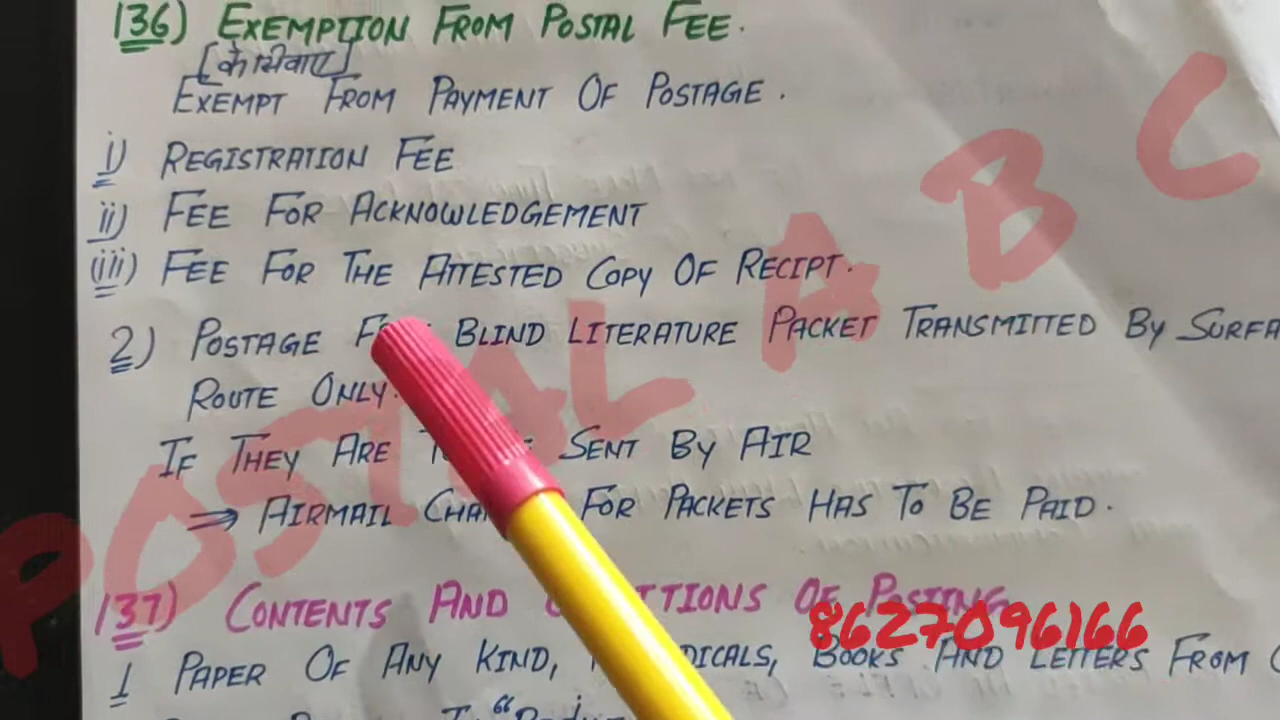 136) EXEMPTION FROM POSTAL FEE.
EXEMPT FROM PAYMENT OF POSTAGE.
i) REGISTRATION FEE
ii) FEE FOR ACKNOWLEDGEMENT
(iii) FEE FOR THE ATTESTED COPY OF RECIPT.
2) POSTAGE BLIND LITERATURE PACKET TRANSMITTED BY
ROUTE ONLY.
IF THEY ARE SENT BY AIR
⇒ AIRMAIL FOR PACKETS HAS TO BE PAID.
137) CONTENTS AND OF POSTING
1 PAPER OF ANY KIND, BOOKS AND LETTERS FROM
POSTAL ABC
8627096166